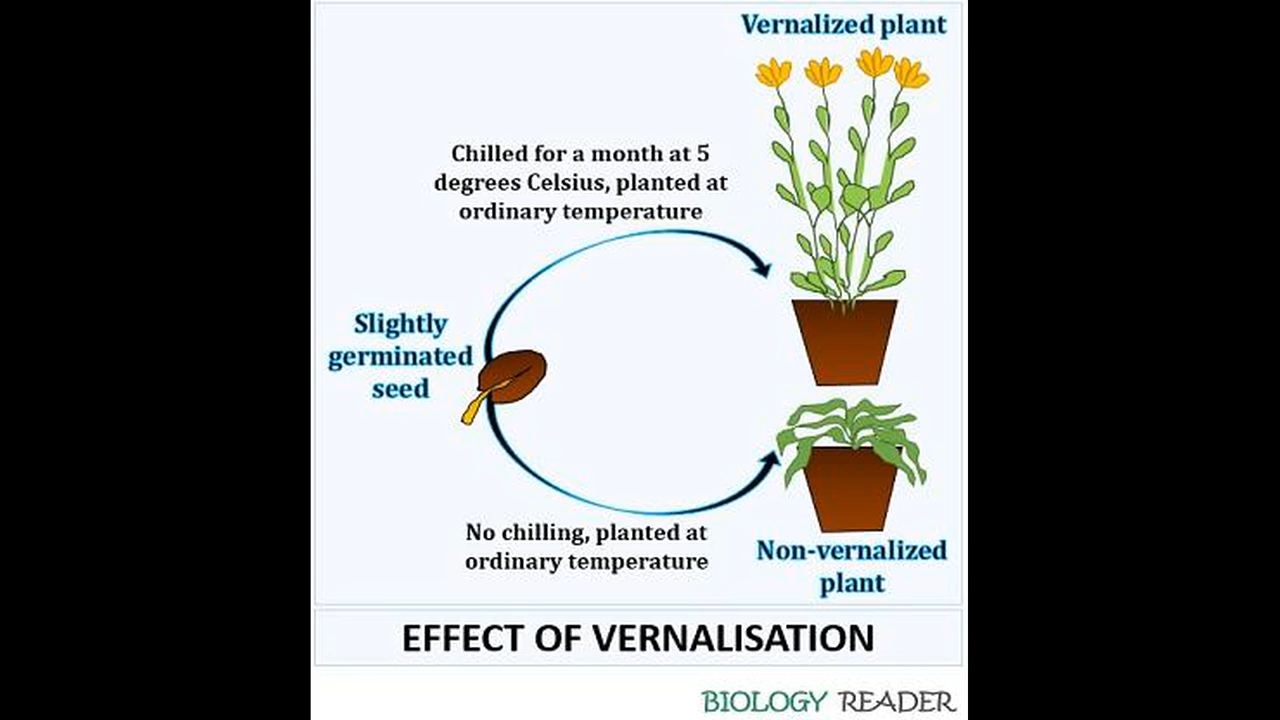 Vernalized plant
Chilled for a month at 5
degrees Celsius, planted at
ordinary temperature
Slightly
germinated
seed
No chilling, planted at
ordinary temperature
Non-vernalized
plant
EFFECT OF VERNALISATION
BIOLOGY READER